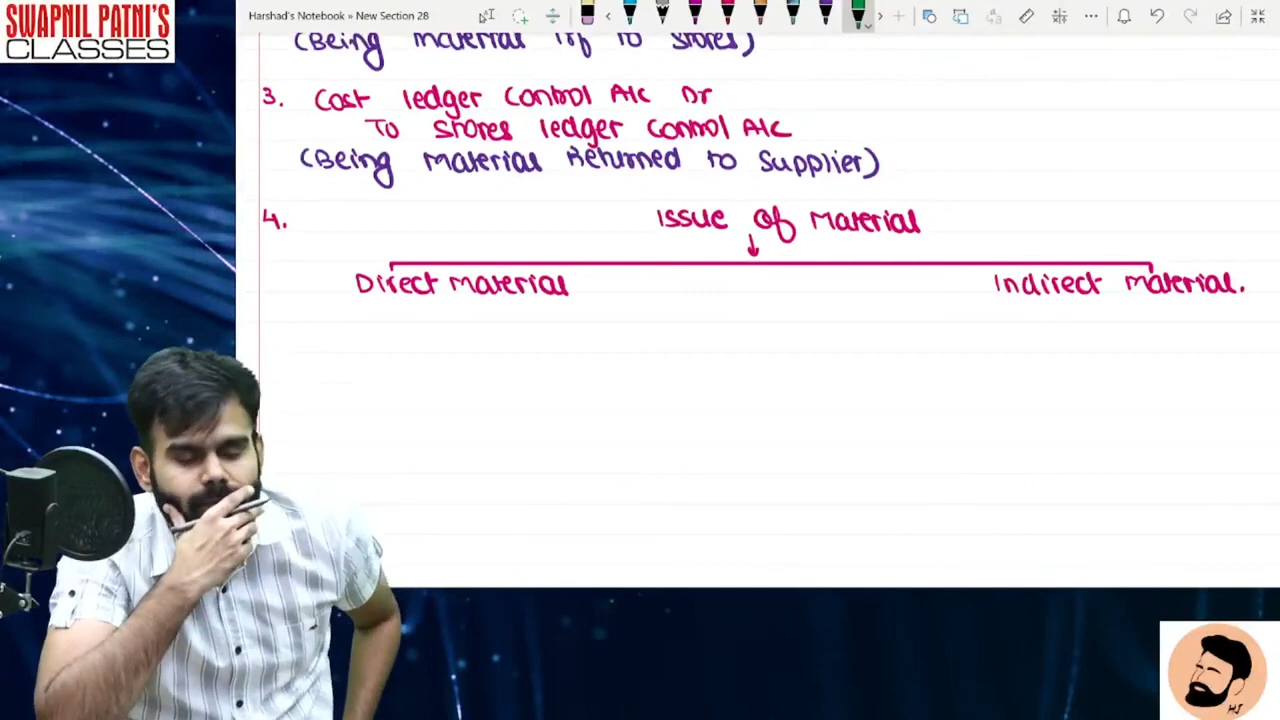 SWAPNIL PATNI'S
CLASSES
Harshad's Notebook » New Section 28
(Being material to stores)
3. Cost ledger control A/c Dr
To stores ledger control A/c
(Being material Returned to Supplier)
4. Issue of Material
Direct Material Indirect material.
HJ